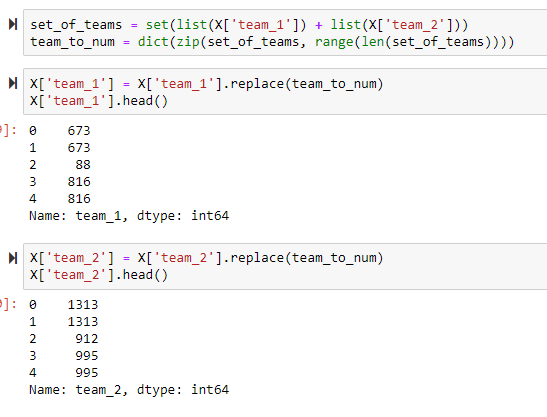 set_of_teams = set(list(X['team_1']) + list(X['team_2']))
team_to_num = dict(zip(set_of_teams, range(len(set_of_teams))))
X['team_1'] = X['team_1'].replace(team_to_num)
X['team_1'].head()
]: 0    673
1    673
2     88
3    816
4    816
Name: team_1, dtype: int64
X['team_2'] = X['team_2'].replace(team_to_num)
X['team_2'].head()
]: 0    1313
1    1313
2     912
3     995
4     995
Name: team_2, dtype: int64